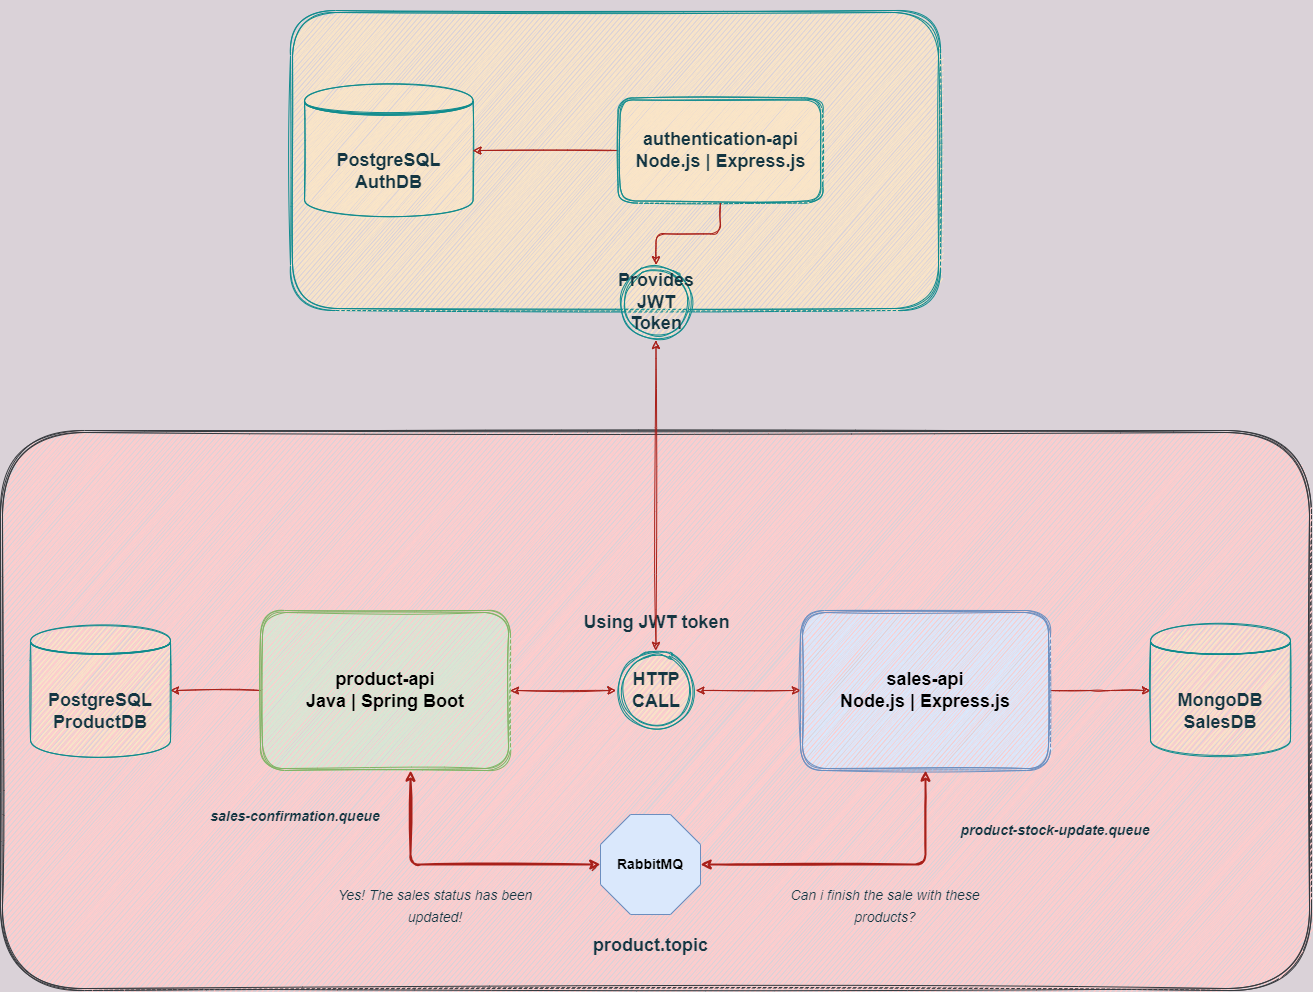 authentication-api
Node.js | Express.js
PostgreSQL
AuthDB
Provides
JWT
Token
Using JWT token
HTTP
CALL
product-api
Java | Spring Boot
sales-api
Node.js | Express.js
PostgreSQL
ProductDB
MongoDB
SalesDB
sales-confirmation.queue
product-stock-update.queue
RabbitMQ
Yes! The sales status has been
updated!
Can i finish the sale with these
products?
product.topic